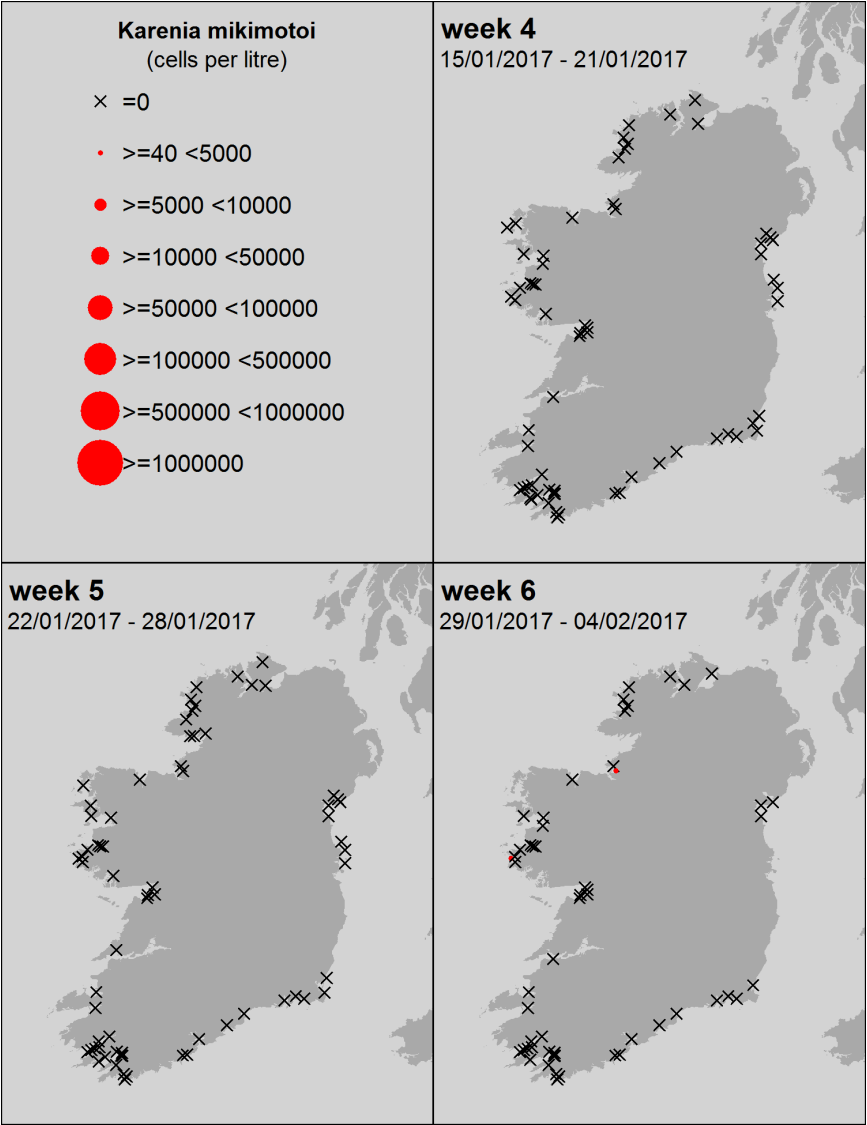 Karenia mikimotoi
(cells per litre)
=0
>=40 <5000
>=5000 <10000
>=10000 <50000
>=50000 <100000
>=100000 <500000
>=500000 <1000000
>=1000000
week 4
15/01/2017 - 21/01/2017
week 5
22/01/2017 - 28/01/2017
week 6
29/01/2017 - 04/02/2017